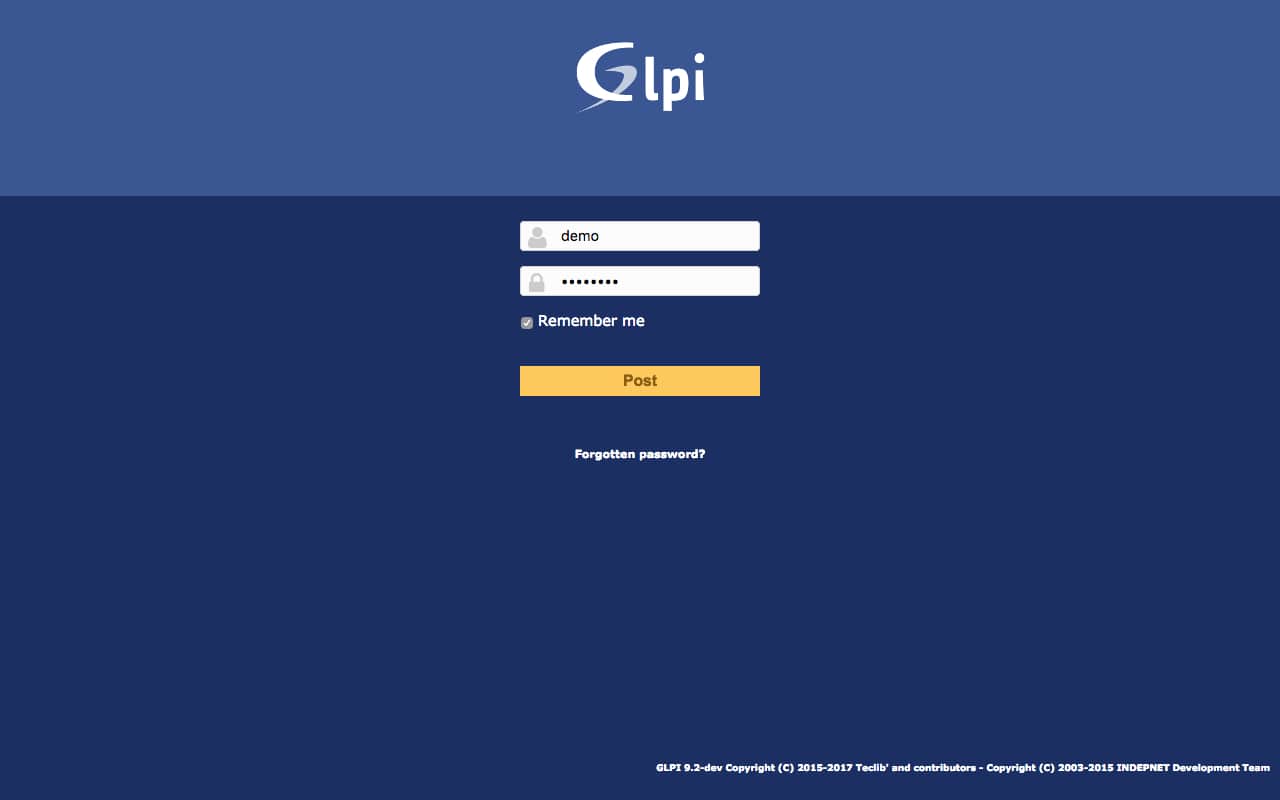 Glpi
demo
••••••••
Remember me
Post
Forgotten password?
GLPI 9.2-dev Copyright (C) 2015-2017 Teclib' and contributors - Copyright (C) 2003-2015 INDEPNET Development Team